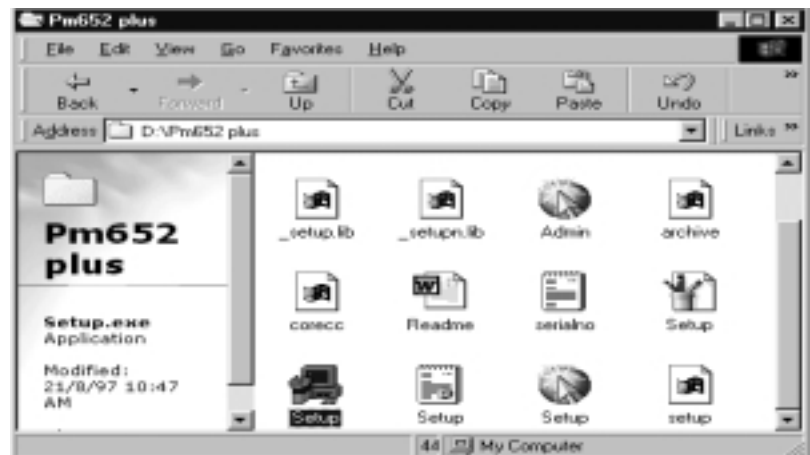 Pm652 plus
File Edit View Go Favorites Help
Back Forward Up Cut Copy Paste Undo »
Address D:\Pm652 plus Links »
Pm652
plus
Setup.exe
Application
Modified:
21/8/97 10:47
AM
_setup.lib _setupn.lib Admin archive
corecc Readme serialno Setup
Setup Setup Setup setup
My Computer